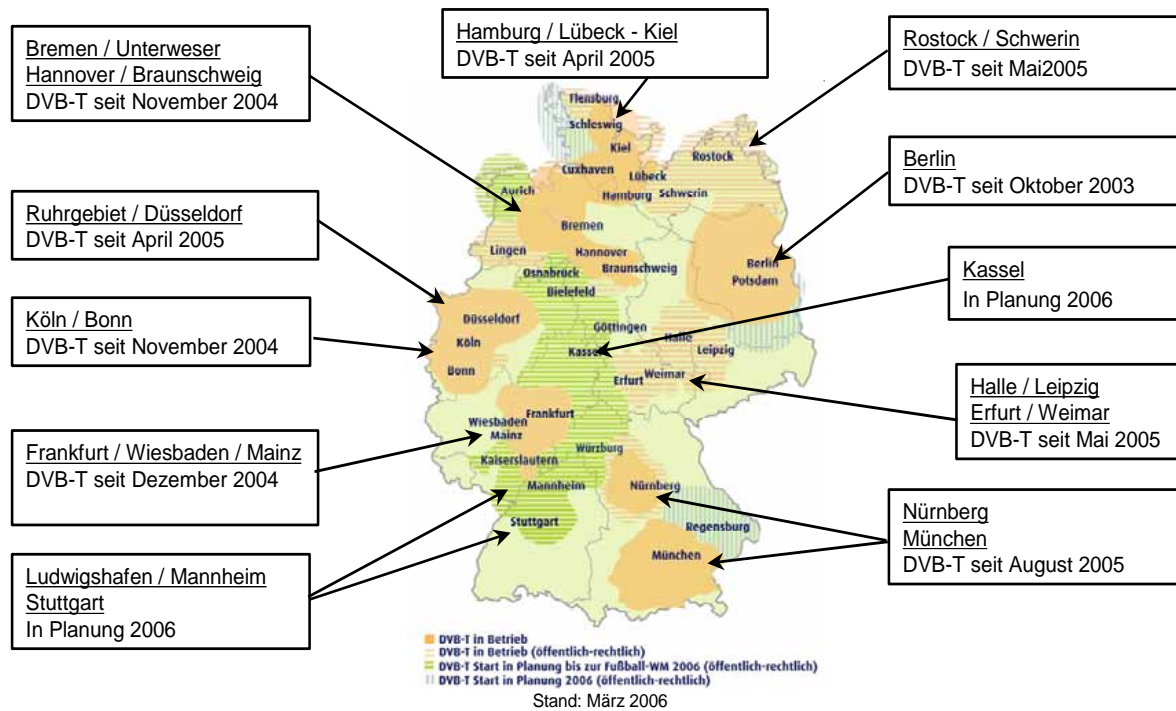 Bremen / Unterweser
Hannover / Braunschweig
DVB-T seit November 2004
Hamburg / Lübeck - Kiel
DVB-T seit April 2005
Rostock / Schwerin
DVB-T seit Mai2005
Berlin
DVB-T seit Oktober 2003
Ruhrgebiet / Düsseldorf
DVB-T seit April 2005
Kassel
In Planung 2006
Köln / Bonn
DVB-T seit November 2004
Halle / Leipzig
Erfurt / Weimar
DVB-T seit Mai 2005
Frankfurt / Wiesbaden / Mainz
DVB-T seit Dezember 2004
Nürnberg
München
DVB-T seit August 2005
Ludwigshafen / Mannheim
Stuttgart
In Planung 2006
Flensburg
Schleswig
Kiel
Cuxhaven
Rostock
Lübeck
Aurich
Hamburg
Schwerin
Bremen
Lingen
Hannover
Braunschweig
Berlin
Potsdam
Osnabrück
Bielefeld
Düsseldorf
Göttingen
Halle
Köln
Kassel
Leipzig
Bonn
Erfurt
Weimar
Frankfurt
Wiesbaden
Mainz
Würzburg
Kaiserslautern
Mannheim
Nürnberg
Stuttgart
Regensburg
München
DVB-T in Betrieb
DVB-T in Betrieb (öffentlich-rechtlich)
DVB-T Start in Planung bis zur Fußball-WM 2006 (öffentlich-rechtlich)
DVB-T Start in Planung 2006 (öffentlich-rechtlich)
Stand: März 2006